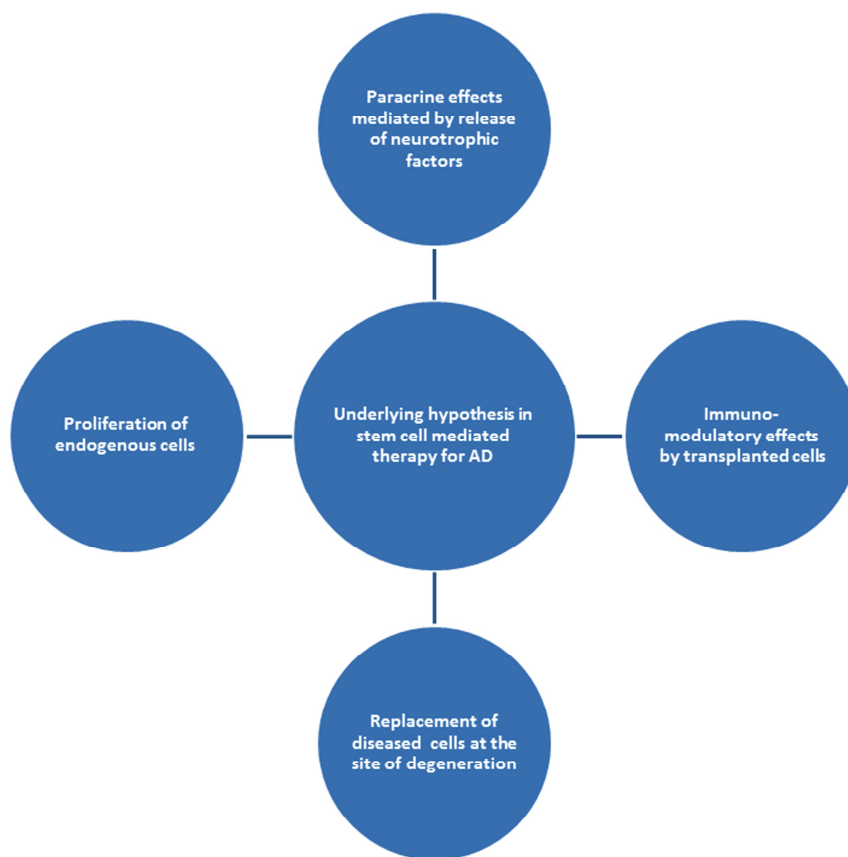 Paracrine effects
mediated by release
of neurotrophic
factors
Proliferation of
endogenous cells
Underlying hypothesis in
stem cell mediated
therapy for AD
Immuno-
modulatory effects
by transplanted cells
Replacement of
diseased cells at the
site of degeneration